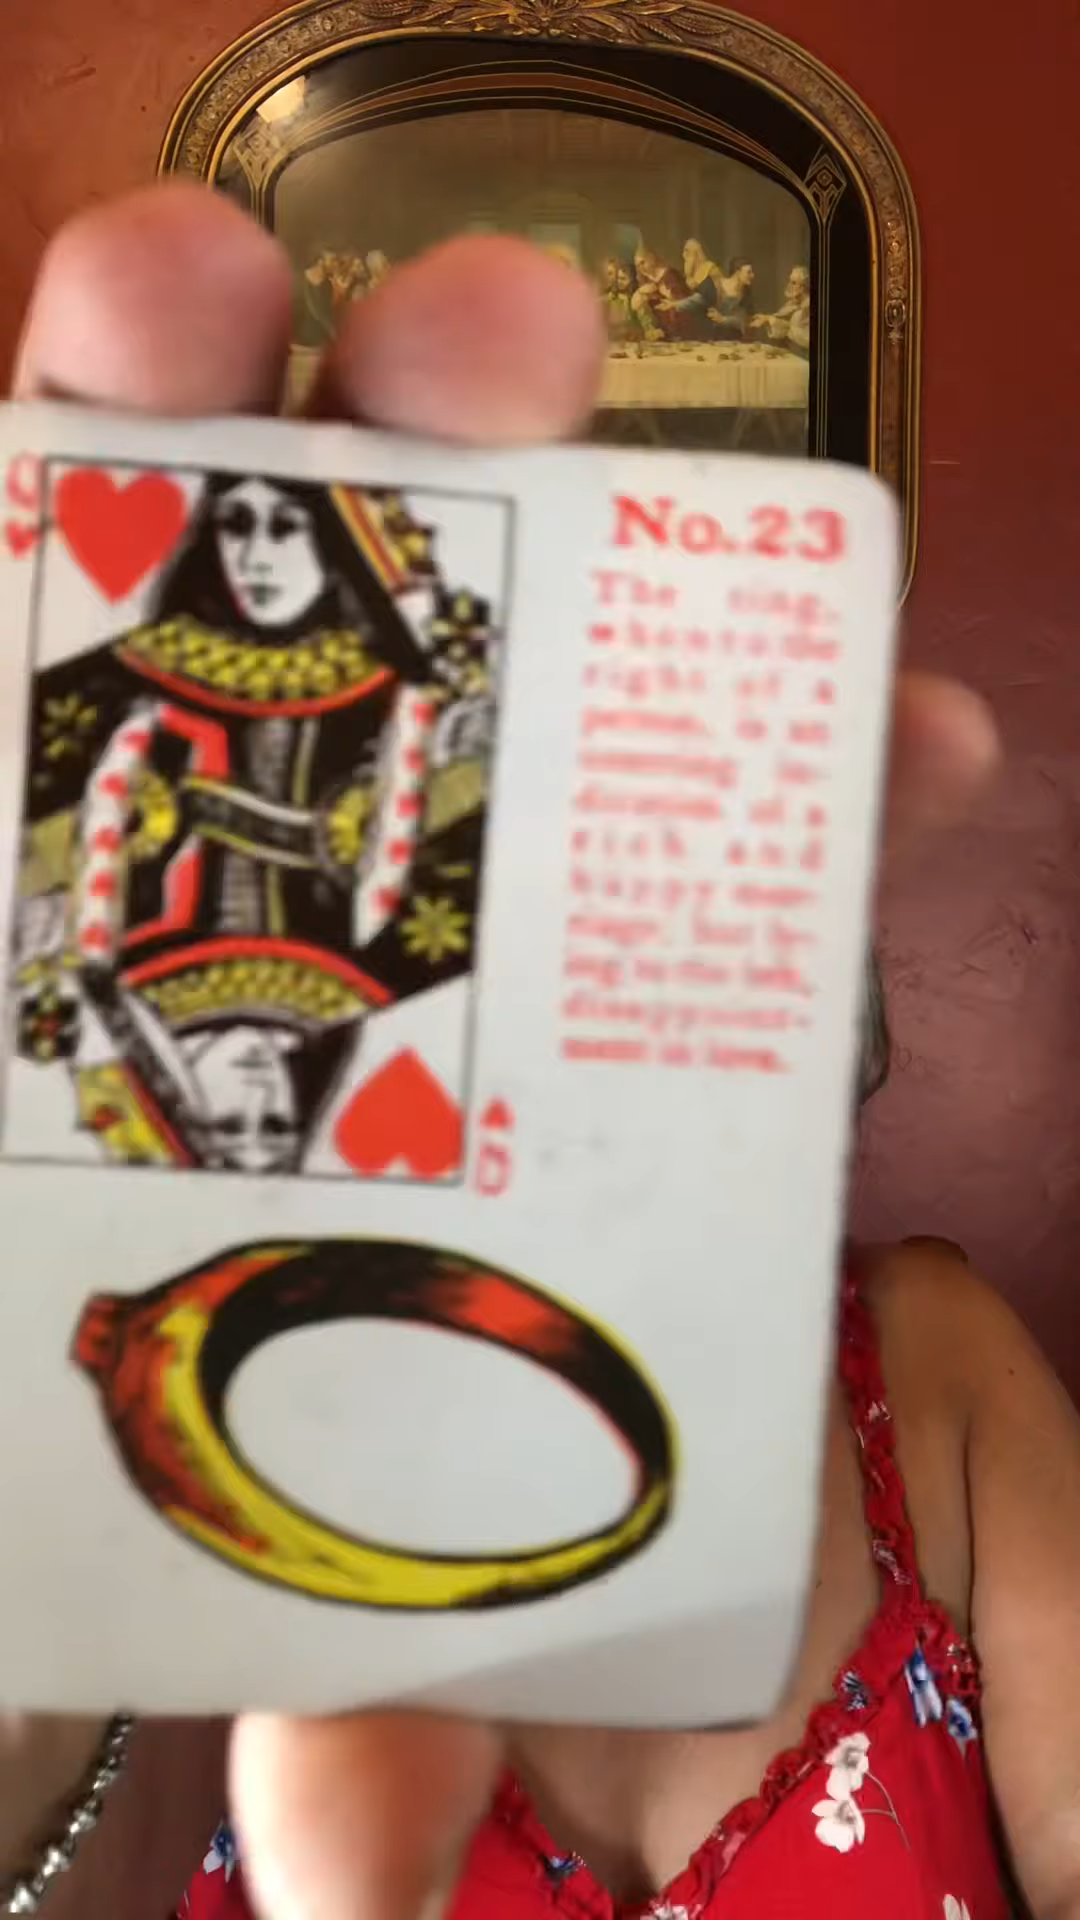 Q
No.23
The ring,
when to the
right of a
person, is an
unerring in-
dication of a
rich and
happy mar-
riage; but ly-
ing to the left,
disappoint-
ment in love.
Q